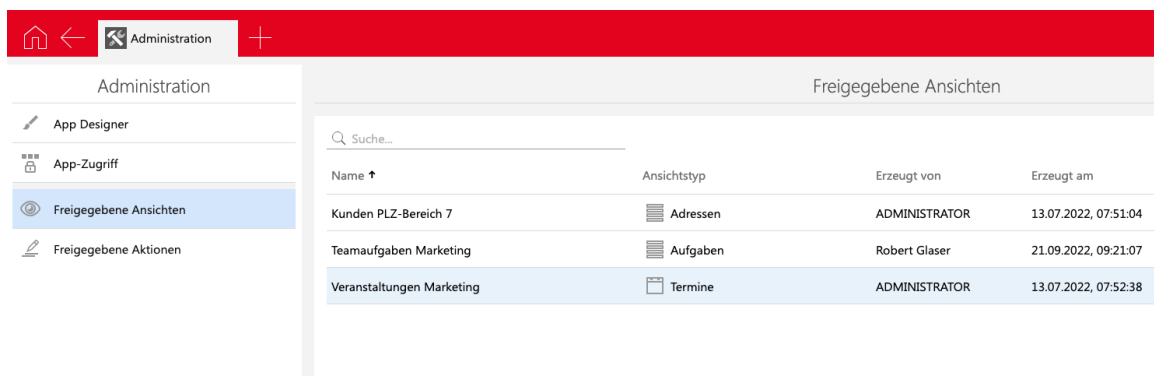 Administration
Administration
App Designer
App-Zugriff
Freigegebene Ansichten
Freigegebene Aktionen
Freigegebene Ansichten
Suche...
Name Ansichtstyp Erzeugt von Erzeugt am
Kunden PLZ-Bereich 7 Adressen ADMINISTRATOR 13.07.2022, 07:51:04
Teamaufgaben Marketing Aufgaben Robert Glaser 21.09.2022, 09:21:07
Veranstaltungen Marketing Termine ADMINISTRATOR 13.07.2022, 07:52:38